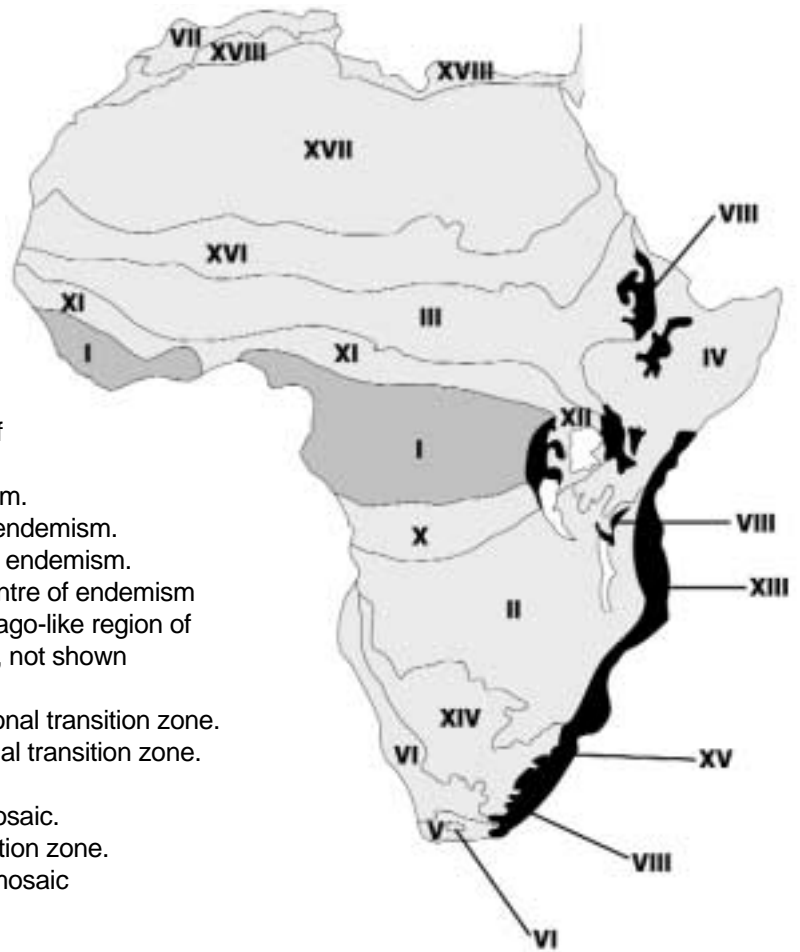 VII
XVIII
XVIII
XVII
VIII
XVI
XI
III
I
XI
IV
XII
I
VIII
X
XIII
II
XIV
VI
XV
V
VIII
VI
f
m.
endemism.
endemism.
ntre of endemism
ago-like region of
, not shown
onal transition zone.
al transition zone.
osaic.
tion zone.
nosaic